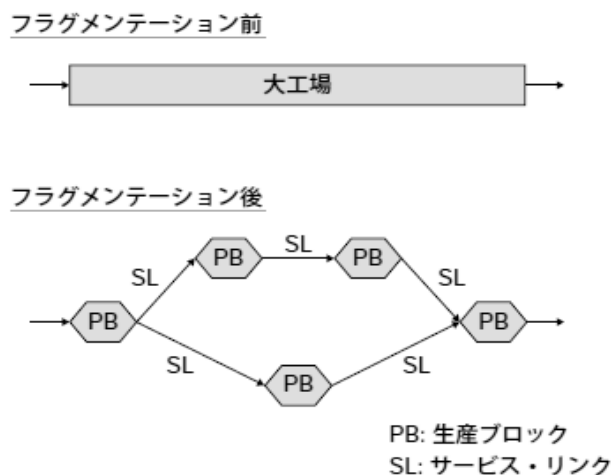 フラグメンテーション前
大工場
フラグメンテーション後
PB
SL
PB
SL
PB
SL
PB
SL
PB
SL
PB: 生産ブロック
SL: サービス・リンク